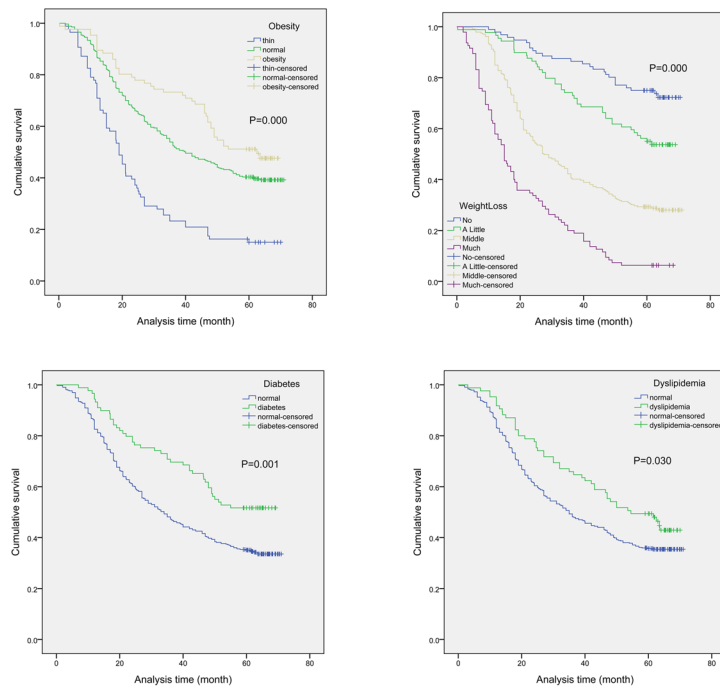 Obesity
thin
normal
obesity
thin-censored
normal-censored
obesity-censored
P=0.000
Cumulative survival
1.0
0.8
0.6
0.4
0.2
0.0
0 20 40 60 80
Analysis time (month)
P=0.000
WeightLoss
No
A Little
Middle
Much
No-censored
A Little-censored
Middle-censored
Much-censored
Cumulative survival
1.0
0.8
0.6
0.4
0.2
0.0
0 20 40 60 80
Analysis time (month)
Diabetes
normal
diabetes
normal-censored
diabetes-censored
P=0.001
Cumulative survival
1.0
0.8
0.6
0.4
0.2
0.0
0 20 40 60 80
Analysis time (month)
Dyslipidemia
normal
dyslipidemia
normal-censored
dyslipidemia-censored
P=0.030
Cumulative survival
1.0
0.8
0.6
0.4
0.2
0.0
0 20 40 60 80
Analysis time (month)